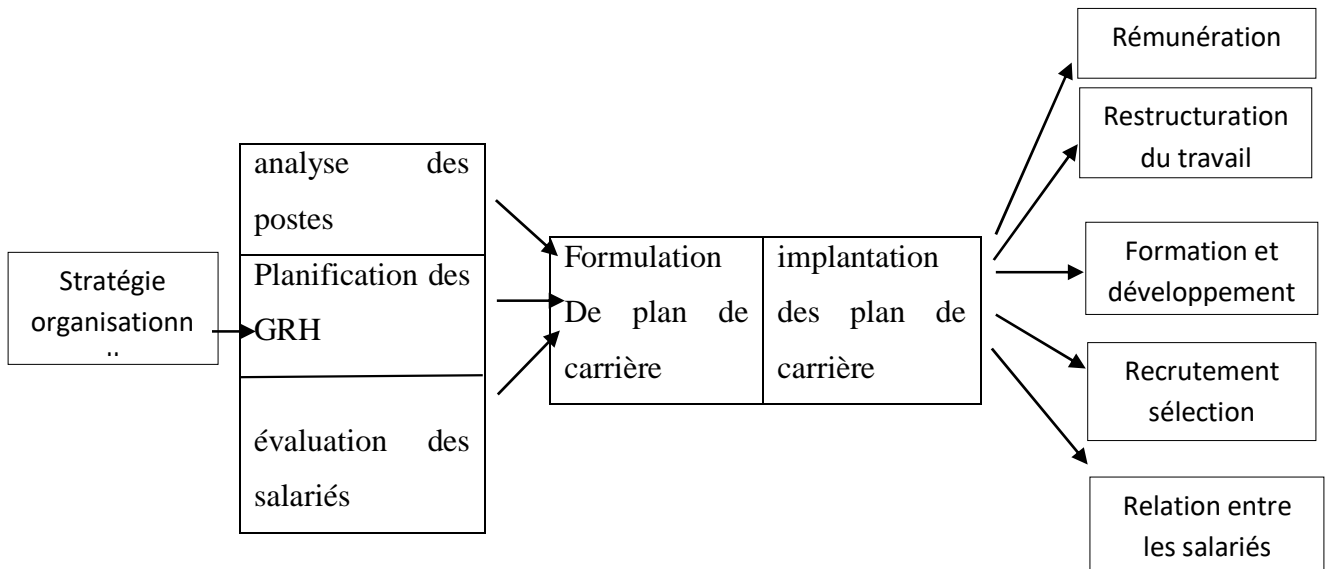 Stratégie
organisationn
analyse des
postes
Planification des
GRH
évaluation des
salariés
Formulation
De plan de
carrière
implantation
des plan de
carrière
Rémunération
Restructuration
du travail
Formation et
développement
Recrutement
sélection
Relation entre
les salariés